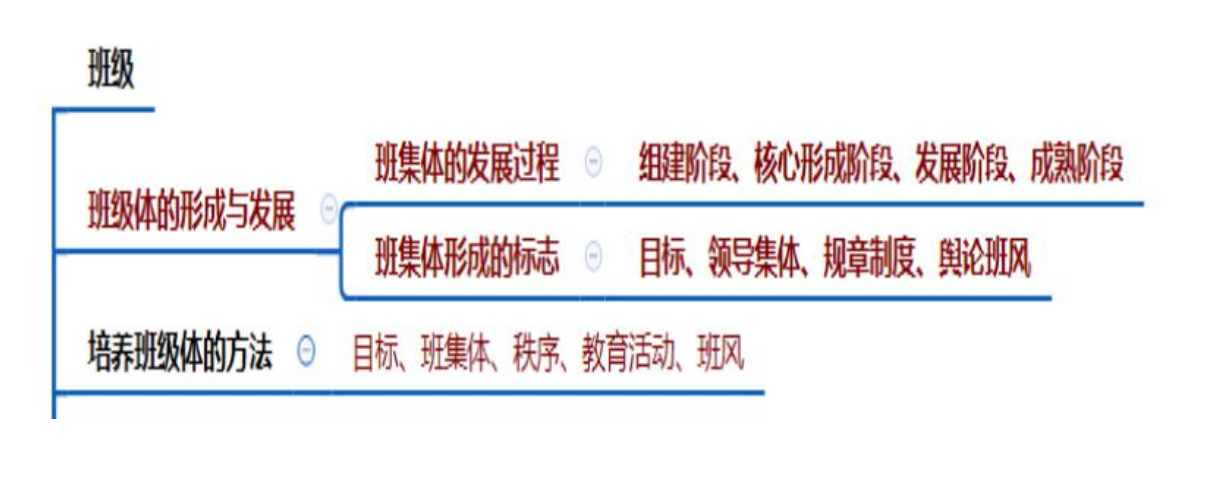 班级
班级体的形成与发展
班集体的发展过程
组建阶段、核心形成阶段、发展阶段、成熟阶段
班集体形成的标志
目标、领导集体、规章制度、舆论班风
培养班级体的方法
目标、班集体、秩序、教育活动、班风